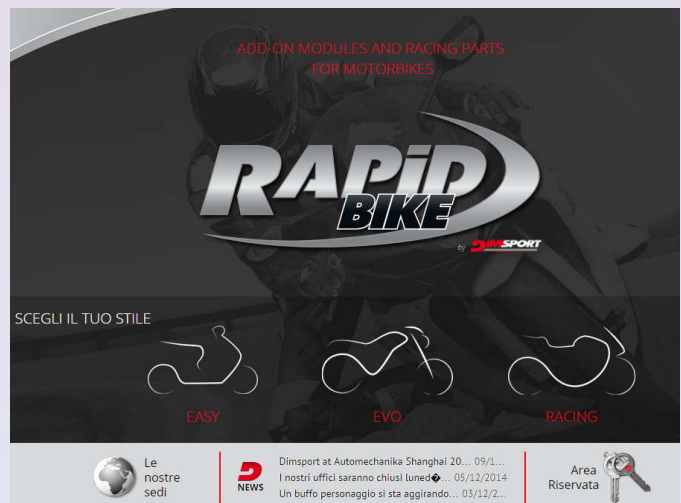 ADD-ON MODULES AND RACING PARTS
FOR MOTORBIKES
RAPiD
BIKE
by DIMSPORT
SCEGLI IL TUO STILE
EASY EVO RACING
Le
nostre
sedi
NEWS
Dimsport at Automechanika Shanghai 20... 09/1...
I nostri uffici saranno chiusi luned�... 05/12/2014
Un buffo personaggio si sta aggirando... 03/12/2...
Area
Riservata